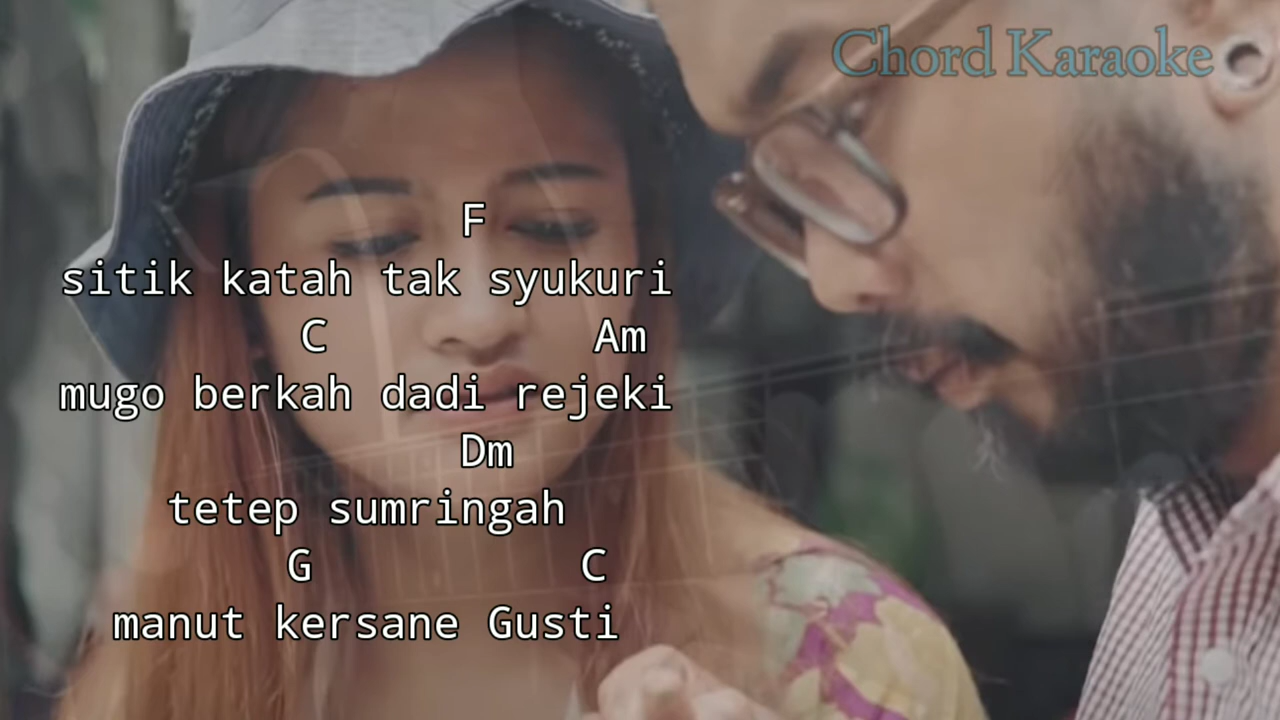 Chord Karaoke
F
sitik katah tak syukuri
C Am
mugo berkah dadi rejeki
Dm
tetep sumringah
G C
manut kersane Gusti